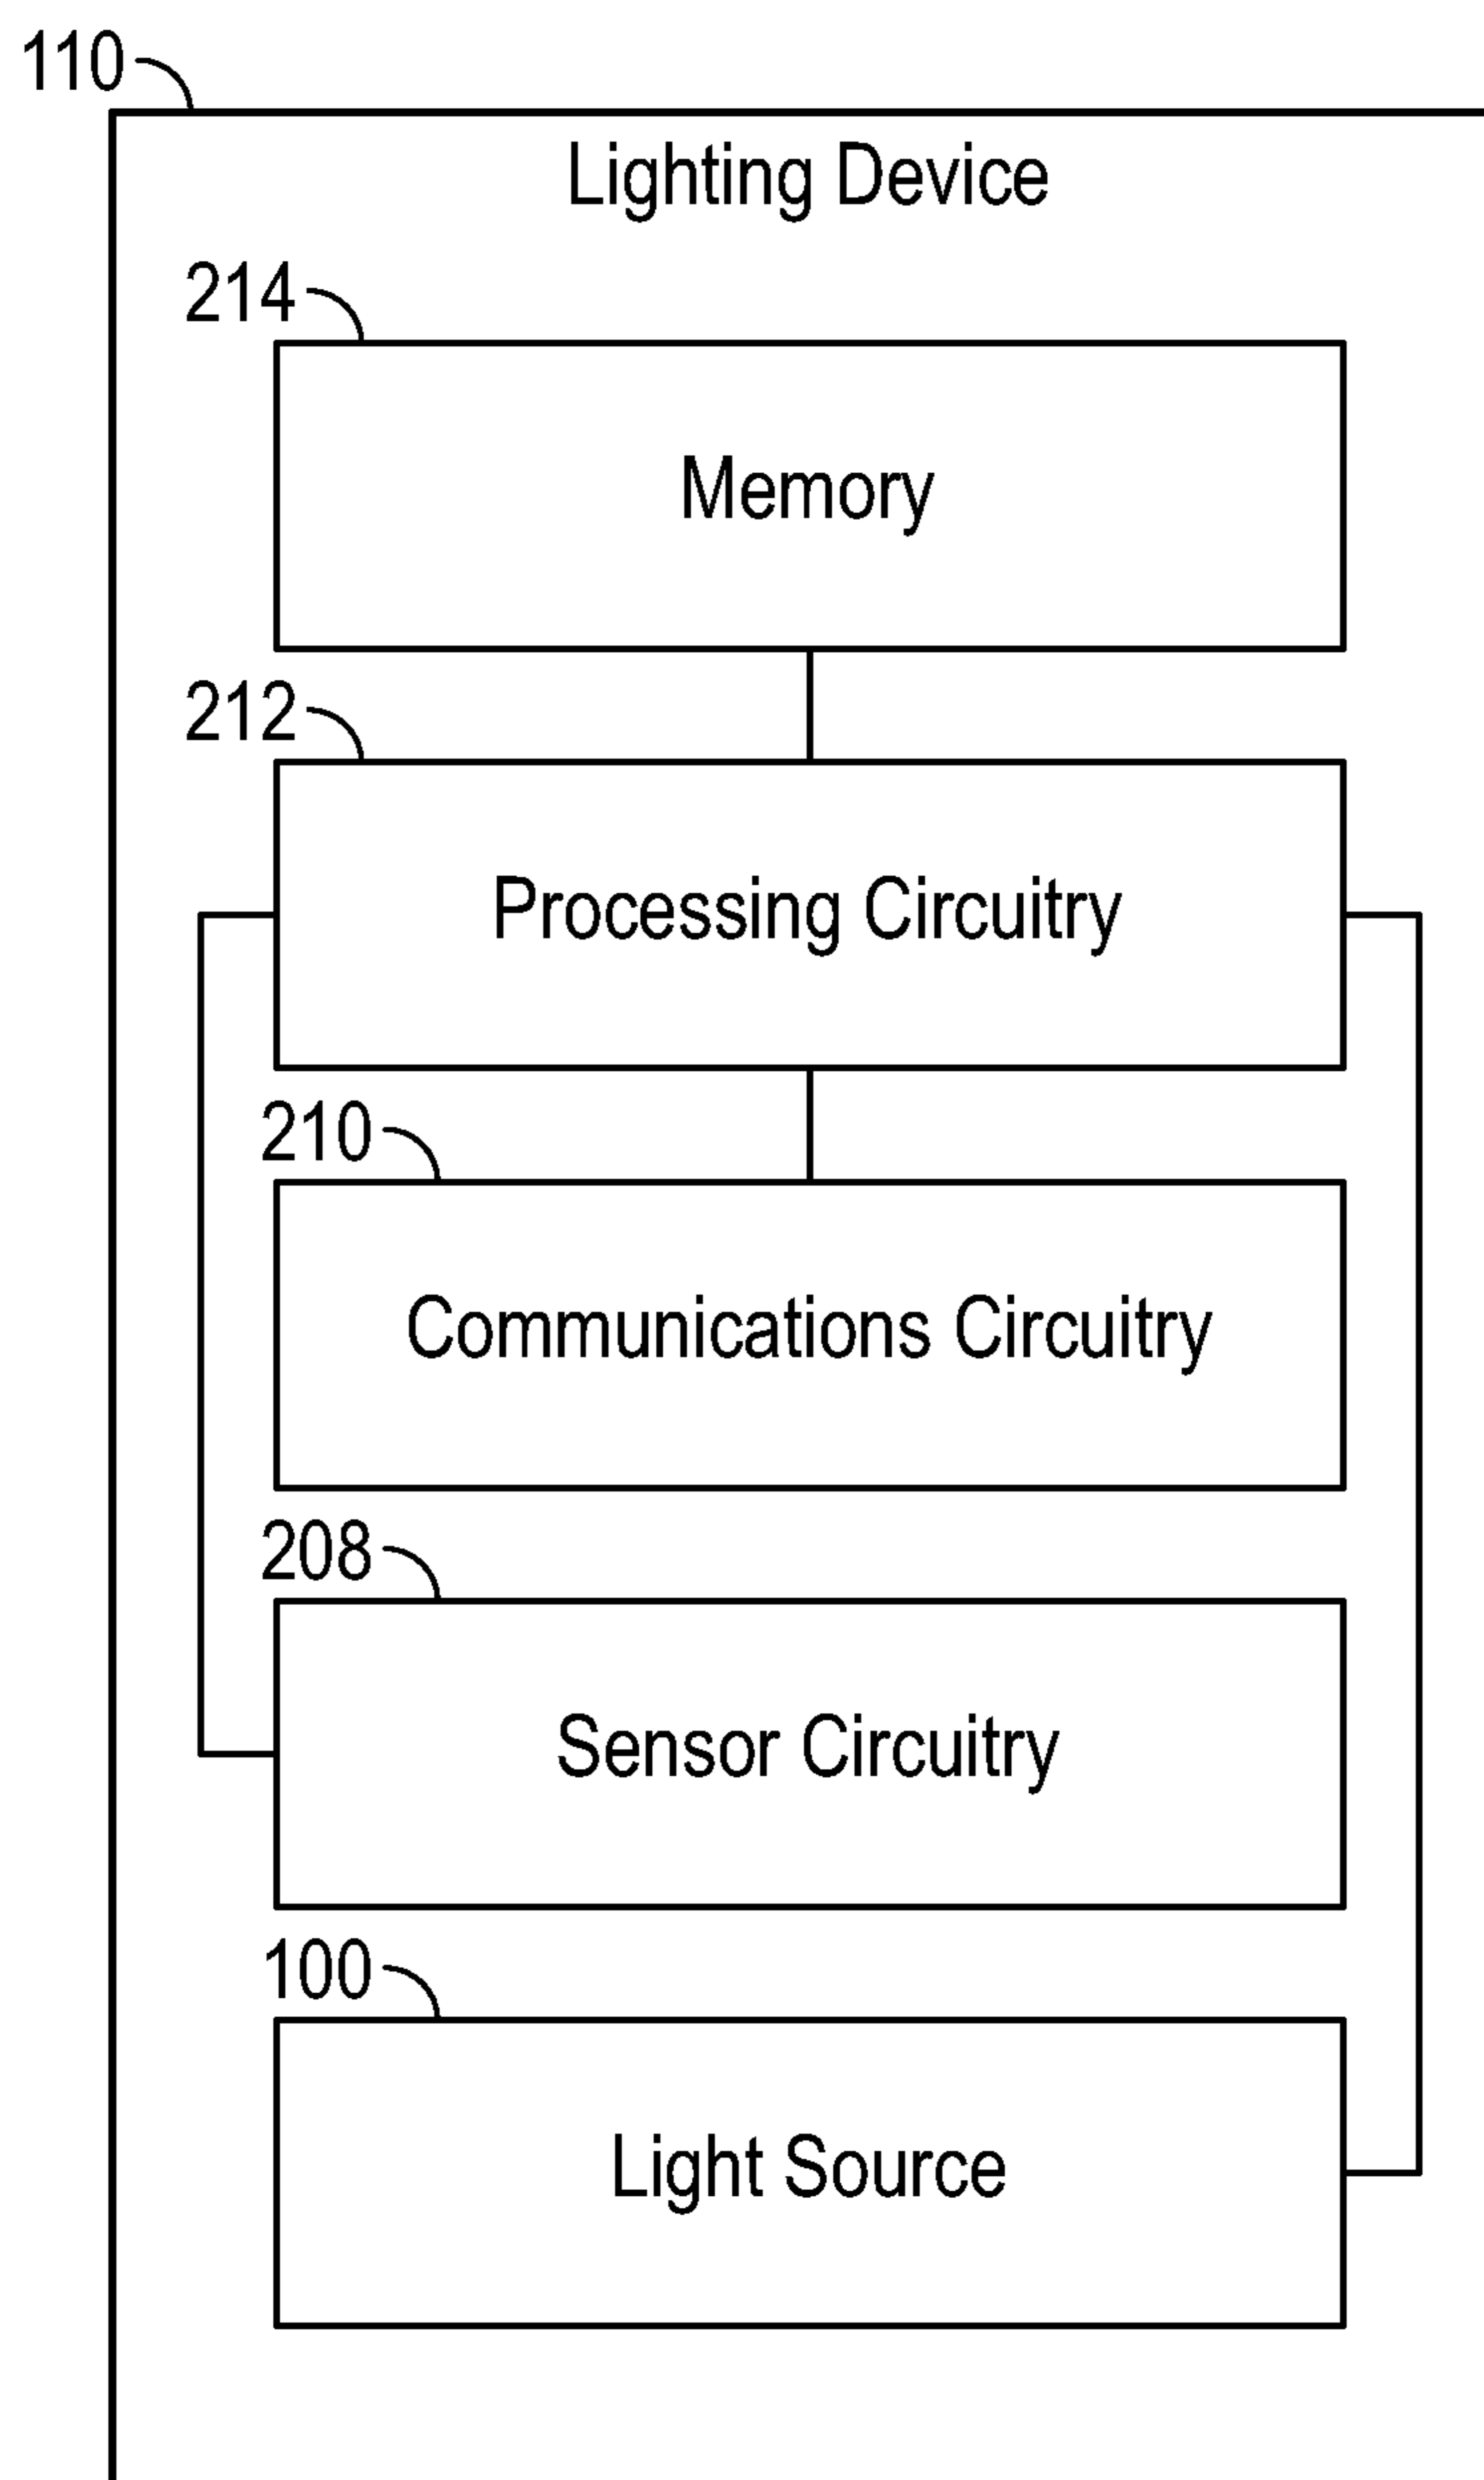 110
Lighting Device
214
Memory
212
Processing Circuitry
210
Communications Circuitry
208
Sensor Circuitry
100
Light Source